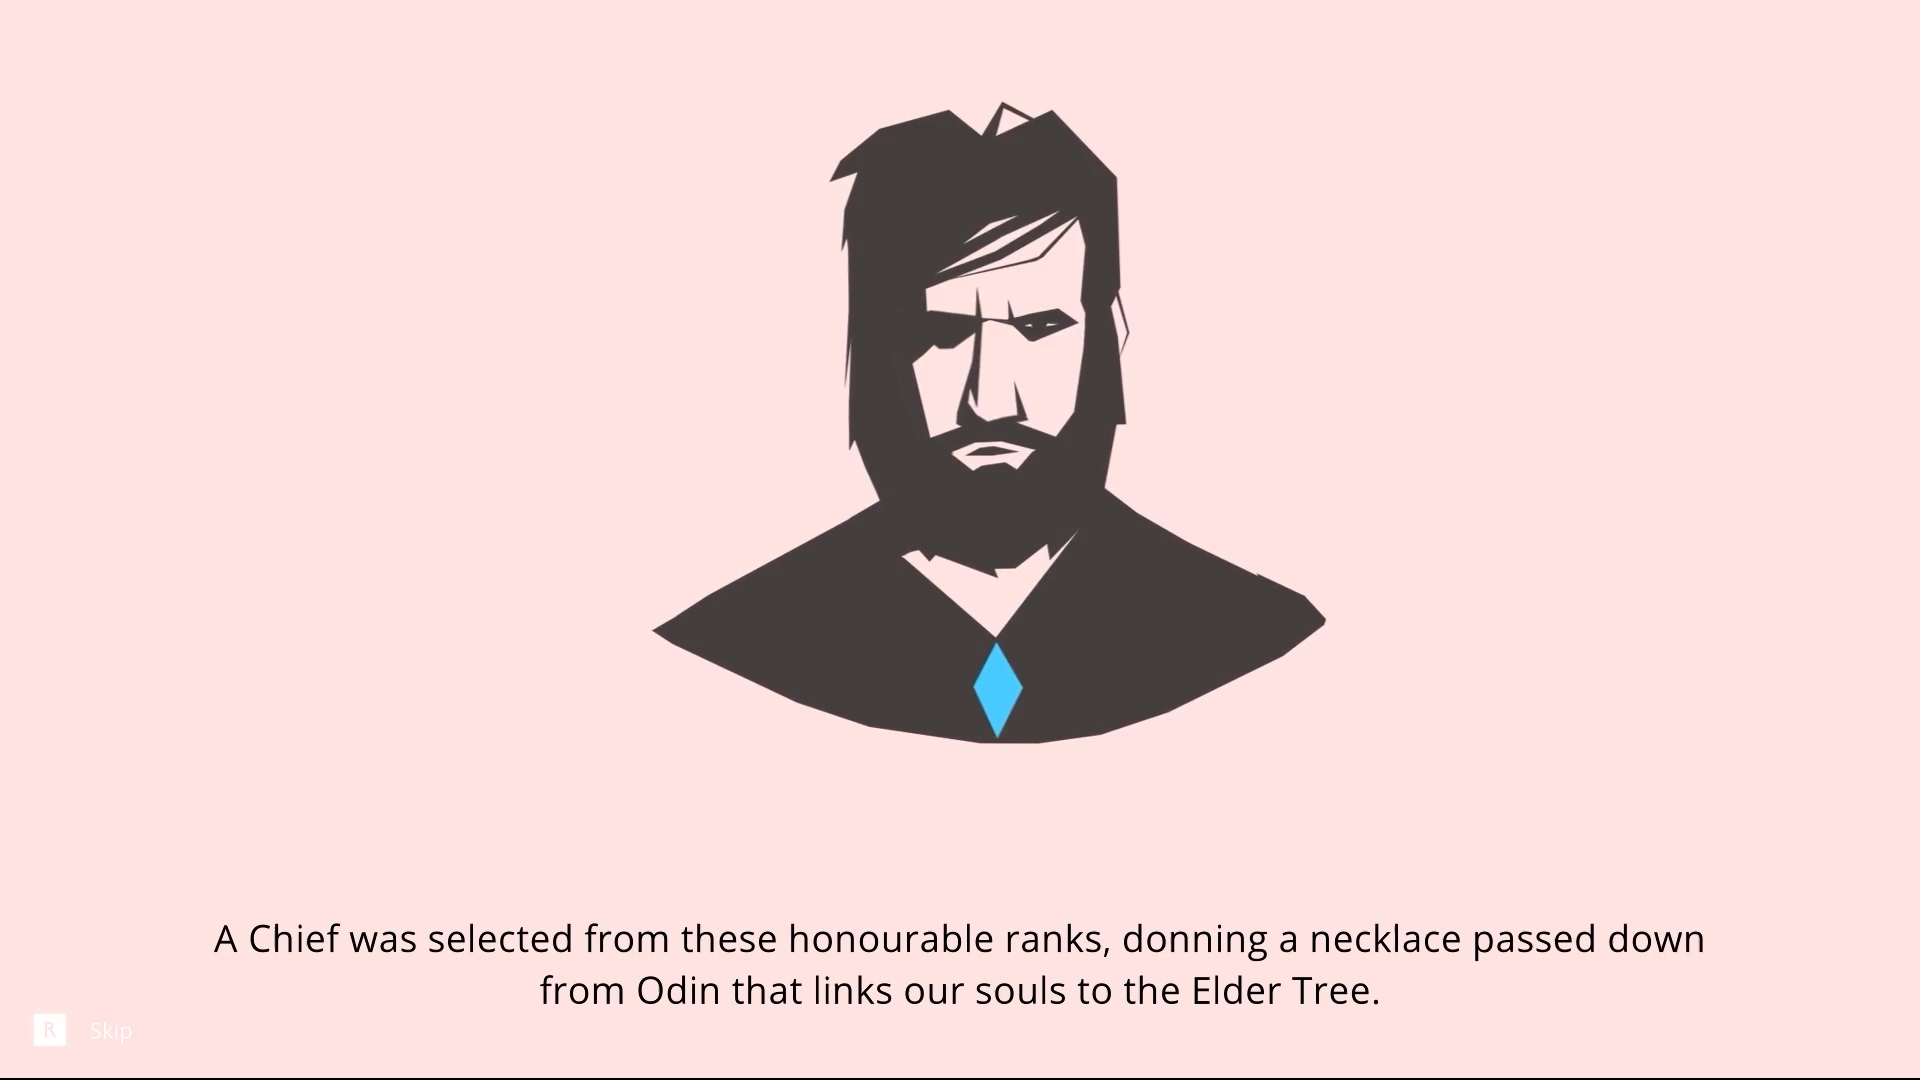 A Chief was selected from these honourable ranks, donning a necklace passed down
from Odin that links our souls to the Elder Tree.
R Skip